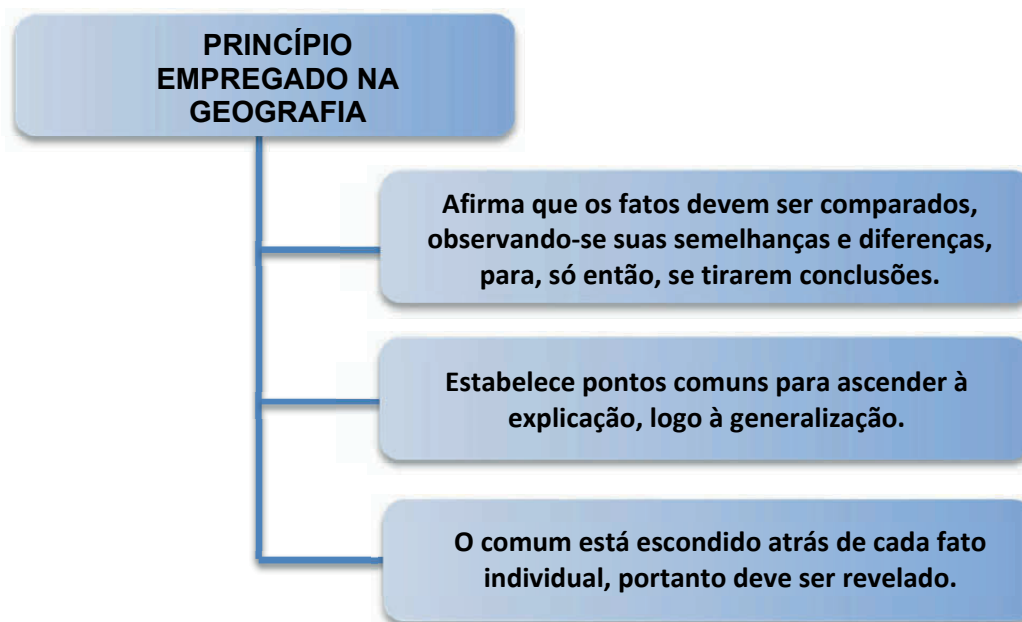 PRINCÍPIO
EMPREGADO NA
GEOGRAFIA
Afirma que os fatos devem ser comparados,
observando-se suas semelhanças e diferenças,
para, só então, se tirarem conclusões.
Estabelece pontos comuns para ascender à
explicação, logo à generalização.
O comum está escondido atrás de cada fato
individual, portanto deve ser revelado.